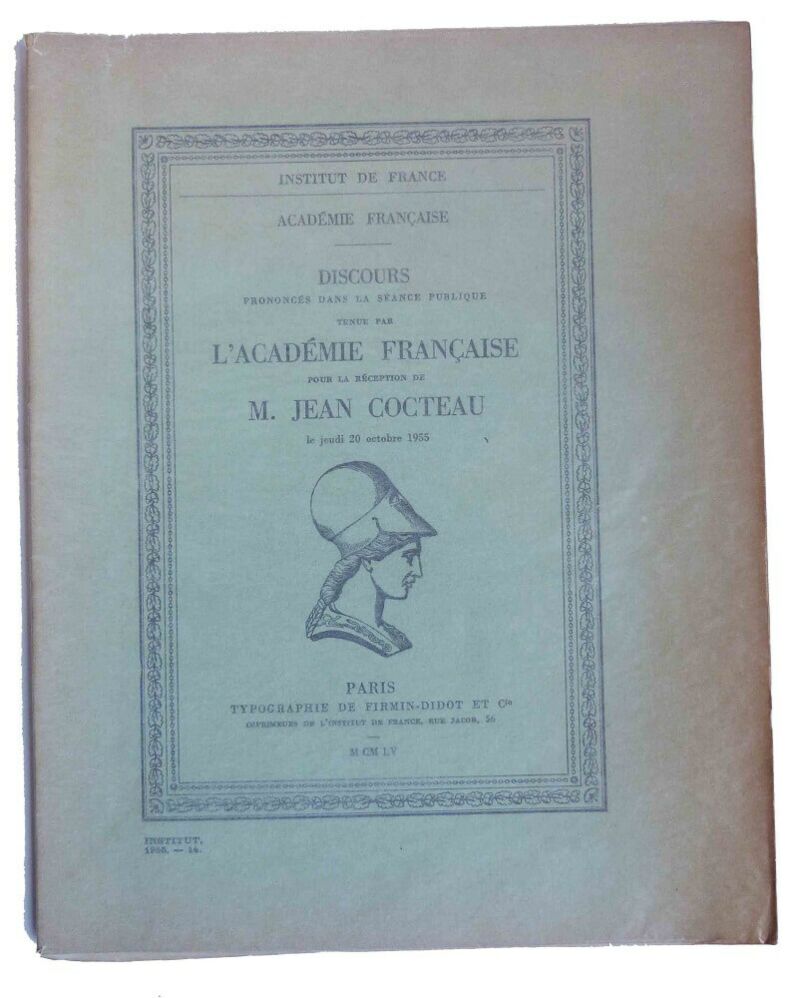 INSTITUT DE FRANCE
ACADÉMIE FRANÇAISE
DISCOURS
PRONONCÉS DANS LA SÉANCE PUBLIQUE
TENUE PAR
L'ACADÉMIE FRANÇAISE
POUR LA RÉCEPTION DE
M. JEAN COCTEAU
le jeudi 20 octobre 1955
PARIS
TYPOGRAPHIE DE FIRMIN-DIDOT ET Cie
IMPRIMEURS DE L'INSTITUT DE FRANCE, RUE JACOB, 56
M CM LV
INSTITUT.
1955. — 14.